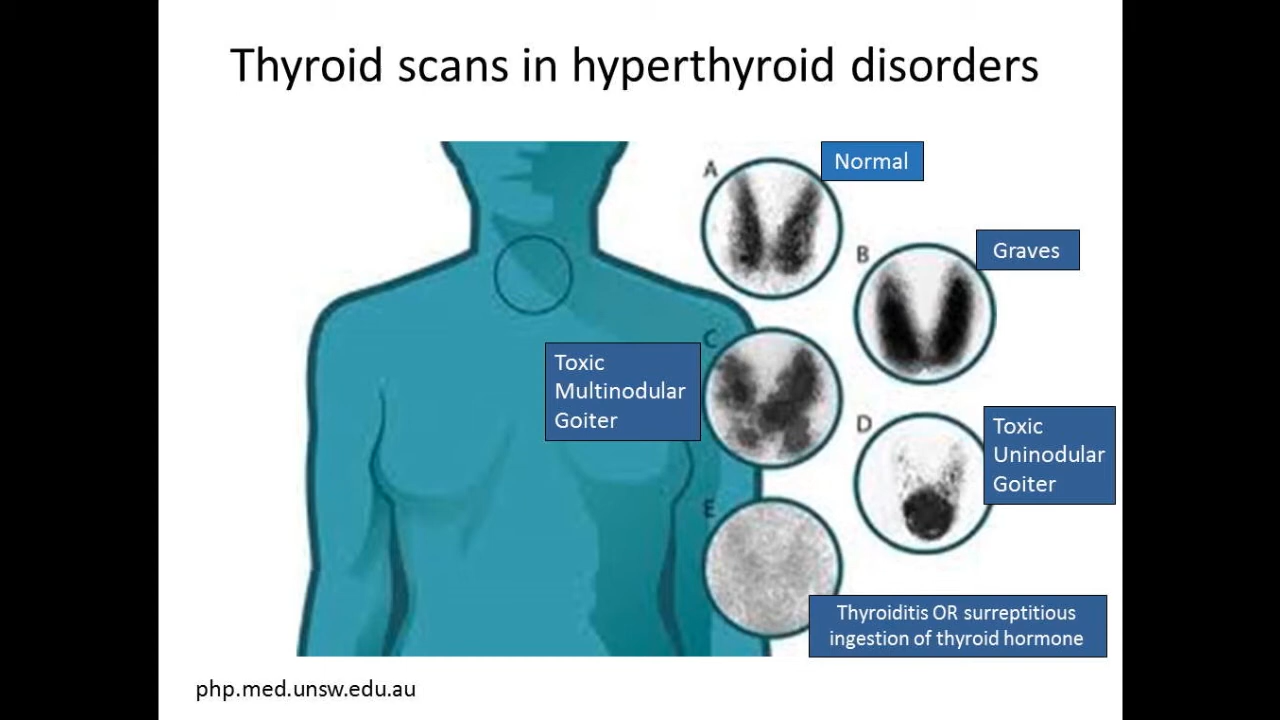 Thyroid scans in hyperthyroid disorders
A
Normal
B
Graves
C
Toxic
Multinodular
Goiter
D
Toxic
Uninodular
Goiter
E
Thyroiditis OR surreptitious
ingestion of thyroid hormone
php.med.unsw.edu.au